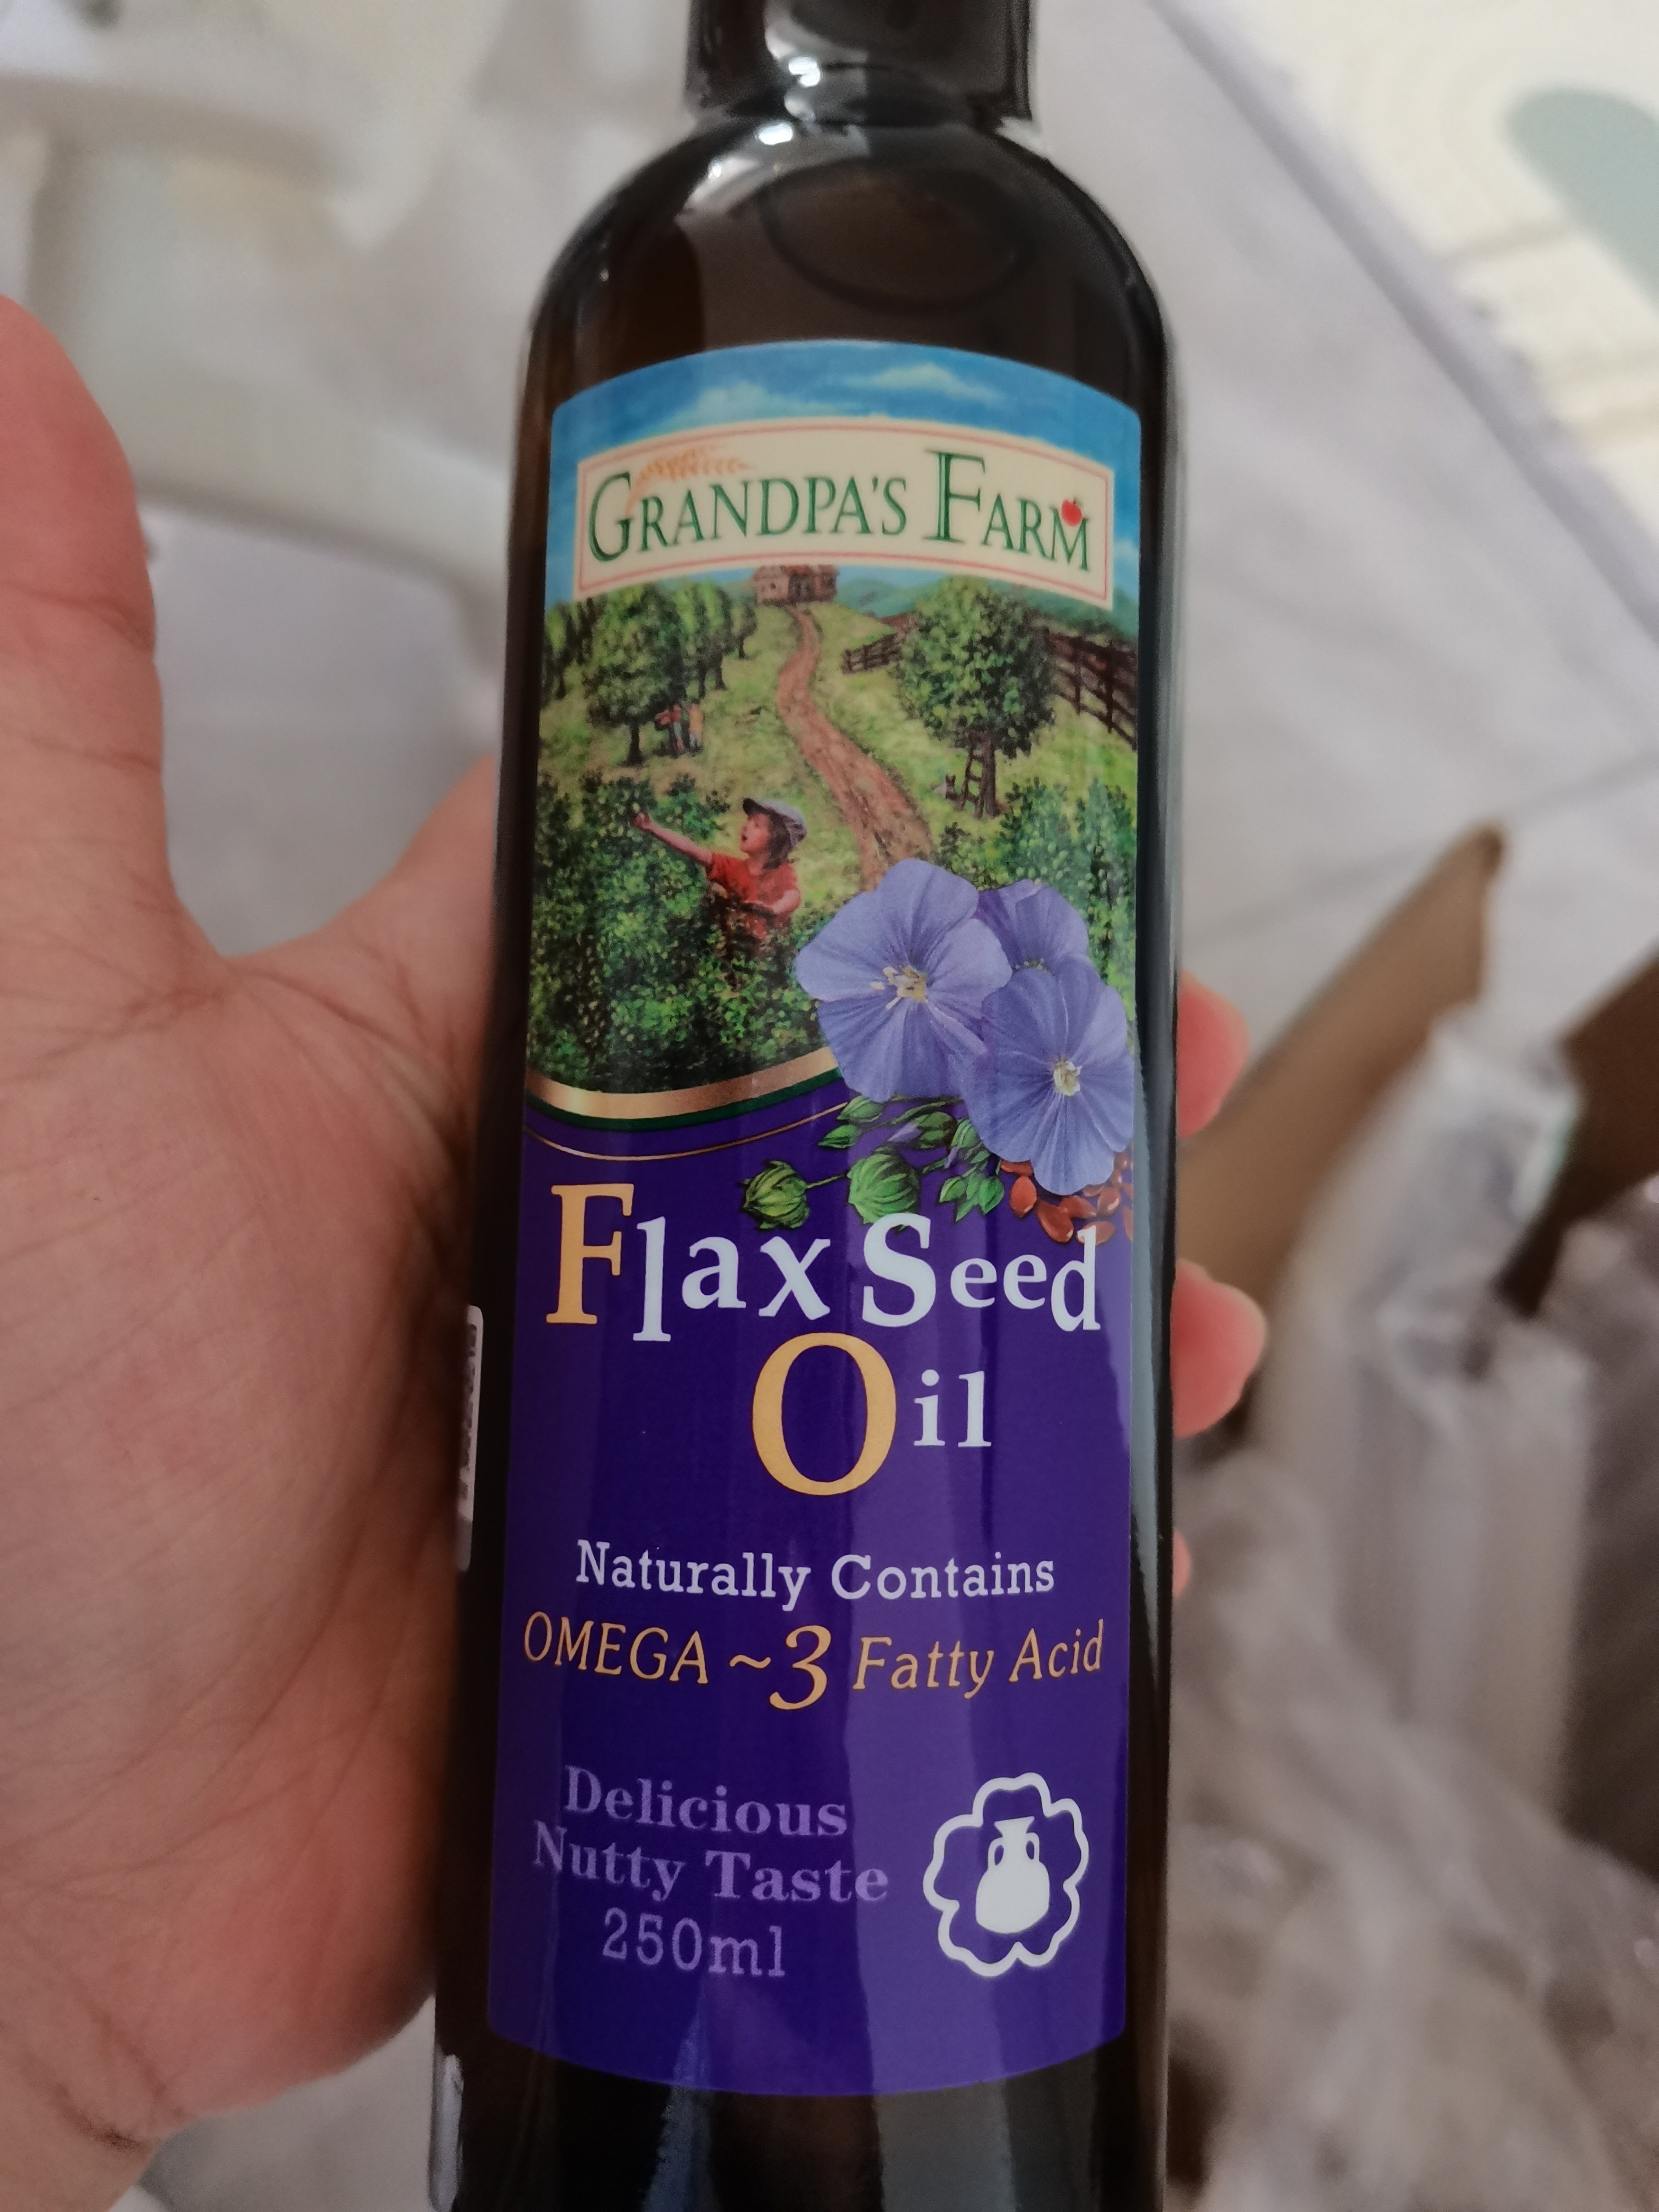 GRANDPA'S FARM
Flax Seed
Oil
Naturally Contains
OMEGA ~3 Fatty Acid
Delicious
Nutty Taste
250ml